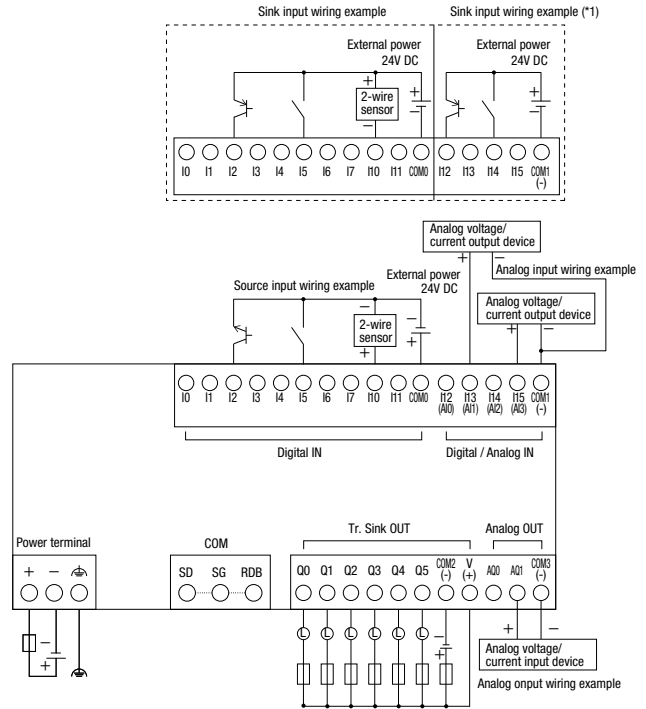 Sink input wiring example
Sink input wiring example (*1)
External power
24V DC
External power
24V DC
+
2-wire
sensor
−
+
−
+
−
I0 I1 I2 I3 I4 I5 I6 I7 I10 I11 COM0 I12 I13 I14 I15 COM1
(-)
Analog voltage/
current output device
+ −
Analog input wiring example
Source input wiring example
External power
24V DC
Analog voltage/
current output device
+ −
−
2-wire
sensor
+
−
+
I0 I1 I2 I3 I4 I5 I6 I7 I10 I11 COM0 I12 I13 I14 I15 COM1
(AI0) (AI1) (AI2) (AI3) (-)
Digital IN
Digital / Analog IN
Power terminal
COM
Tr. Sink OUT
Analog OUT
+ −
SD SG RDB
Q0 Q1 Q2 Q3 Q4 Q5 COM2 V AQ0 AQ1 COM3
(-) (+) (-)
L L L L L L
−
+
−
+
+ −
Analog voltage/
current input device
Analog onput wiring example